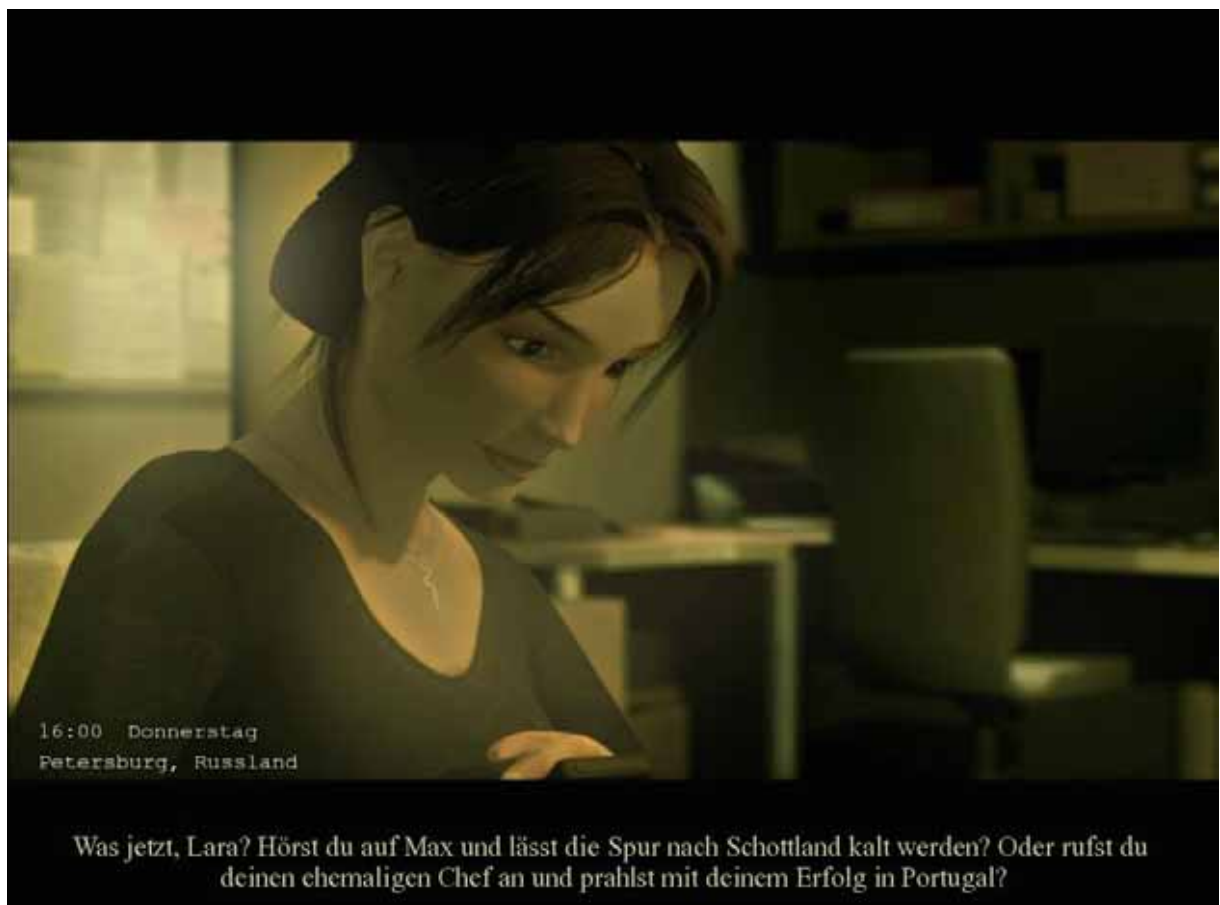 16:00 Donnerstag
Petersburg, Russland
Was jetzt, Lara? Hörst du auf Max und lässt die Spur nach Schottland kalt werden? Oder rufst du
deinen ehemaligen Chef an und prahlst mit deinem Erfolg in Portugal?